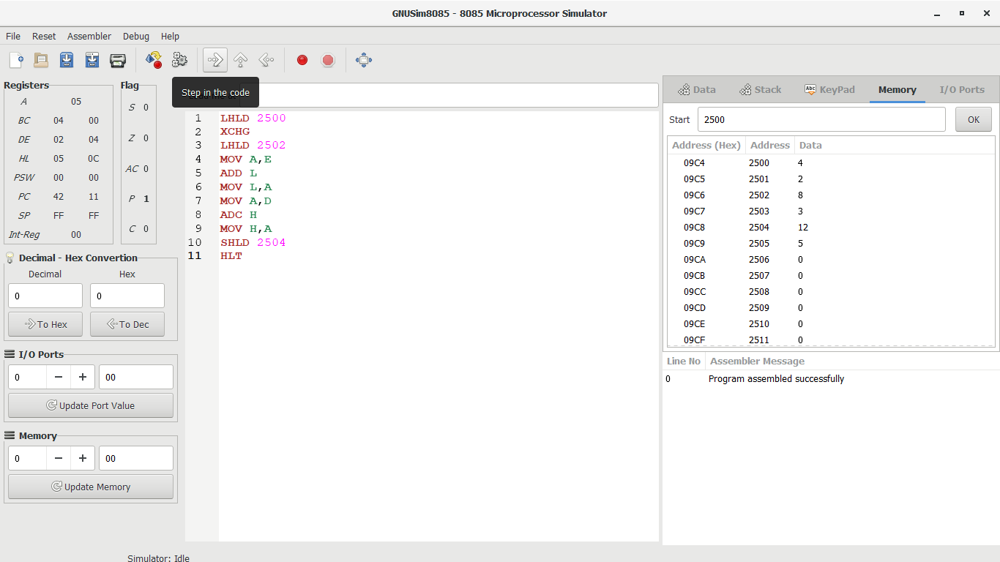 GNUSim8085 - 8085 Microprocessor Simulator
File Reset Assembler Debug Help
Step in the code
Registers
A 05
BC 04 00
DE 02 04
HL 05 0C
PSW 00 00
PC 42 11
SP FF FF
Int-Reg 00
Flag
S 0
Z 0
AC 0
P 1
C 0
Decimal - Hex Convertion
Decimal Hex
0 0
To Hex To Dec
I/O Ports
0 − + 00
Update Port Value
Memory
0 − + 00
Update Memory
1 LHLD 2500
2 XCHG
3 LHLD 2502
4 MOV A,E
5 ADD L
6 MOV L,A
7 MOV A,D
8 ADC H
9 MOV H,A
10 SHLD 2504
11 HLT
Data Stack Abc KeyPad Memory I/O Ports
Start 2500 OK
Address (Hex) Address Data
09C4 2500 4
09C5 2501 2
09C6 2502 8
09C7 2503 3
09C8 2504 12
09C9 2505 5
09CA 2506 0
09CB 2507 0
09CC 2508 0
09CD 2509 0
09CE 2510 0
09CF 2511 0
Line No Assembler Message
0 Program assembled successfully
Simulator: Idle